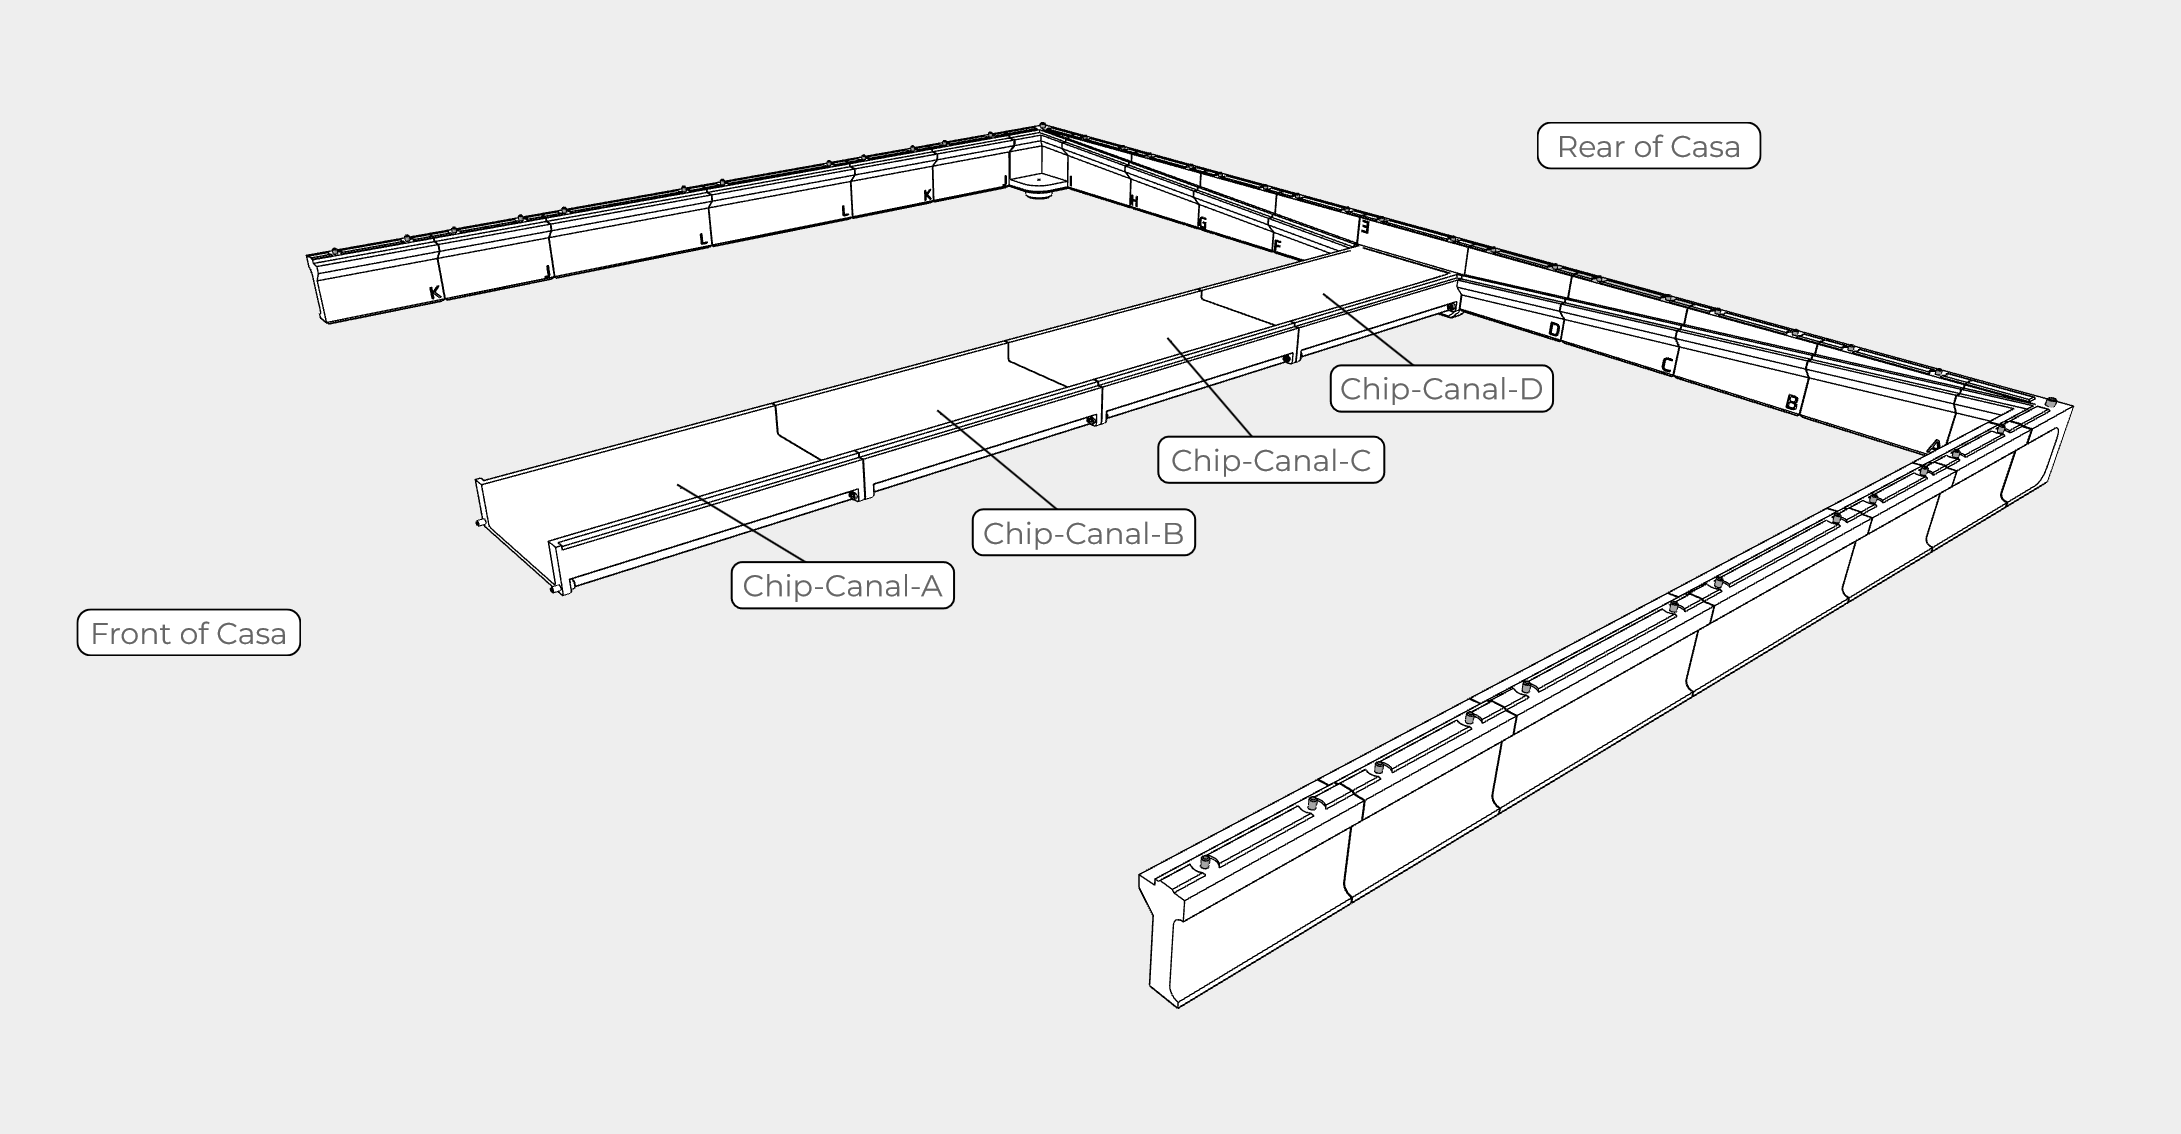 Rear of Casa
K
J
L
L
K
J
I
H
G
F
E
D
C
B
A
Chip-Canal-D
Chip-Canal-C
Chip-Canal-B
Chip-Canal-A
Front of Casa